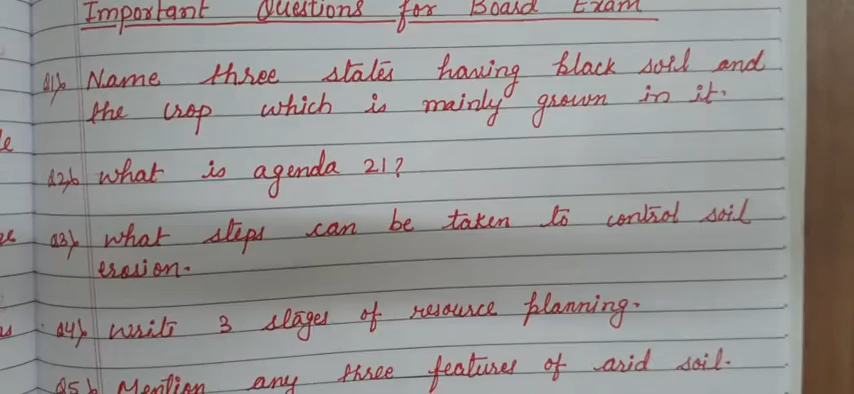 Important Questions for Board Exam
Q1) Name three states having black soil and
the crop which is mainly grown in it.
Q2) What is agenda 21?
Q3) What steps can be taken to control soil
erosion.
Q4) Write 3 stages of resource planning.
Q5) Mention any three features of arid soil.